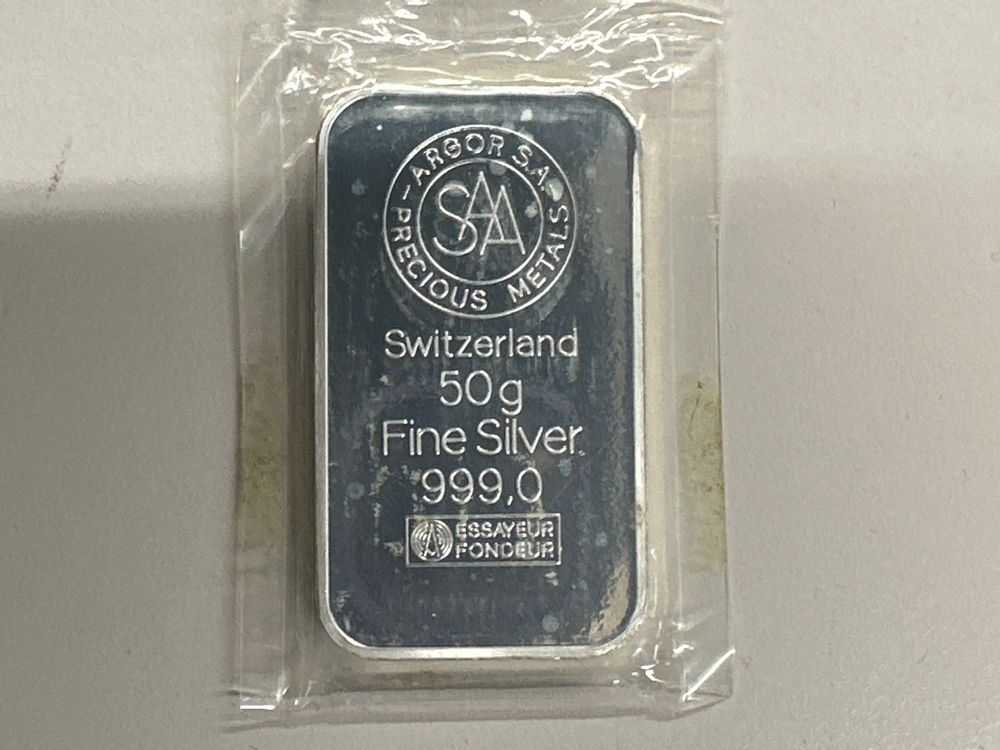 ARGOR S.A.
PRECIOUS METALS
SAA
Switzerland
50g
Fine Silver
999,0
ESSAYEUR
FONDEUR